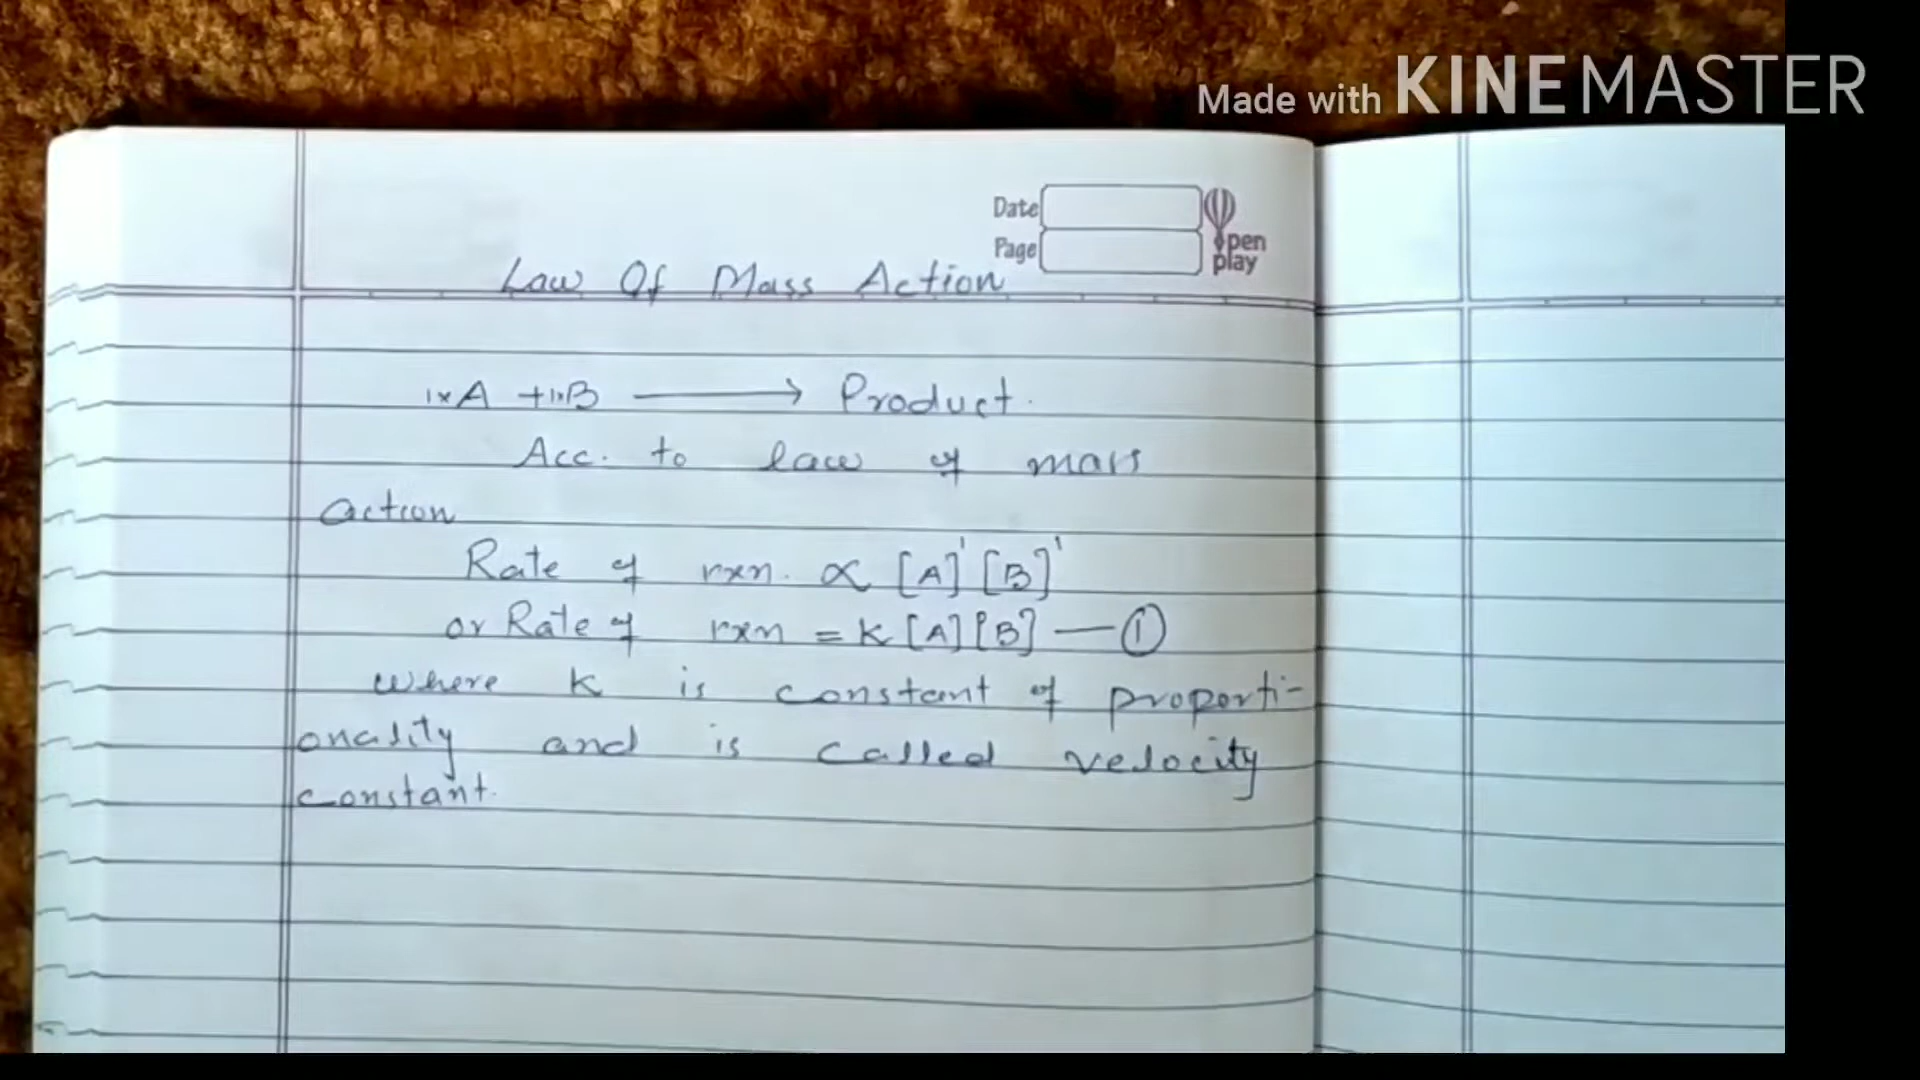 Made with KINEMASTER
Date
Page
pen
play
Law Of Mass Action
1×A + 1×B ⟶ Product.
Acc. to law of mass
action
Rate of rxn. ∝ [A]¹ [B]¹
or Rate of rxn = K [A] [B] — ①
where K is constant of proporti-
onality and is called velocity
constant.